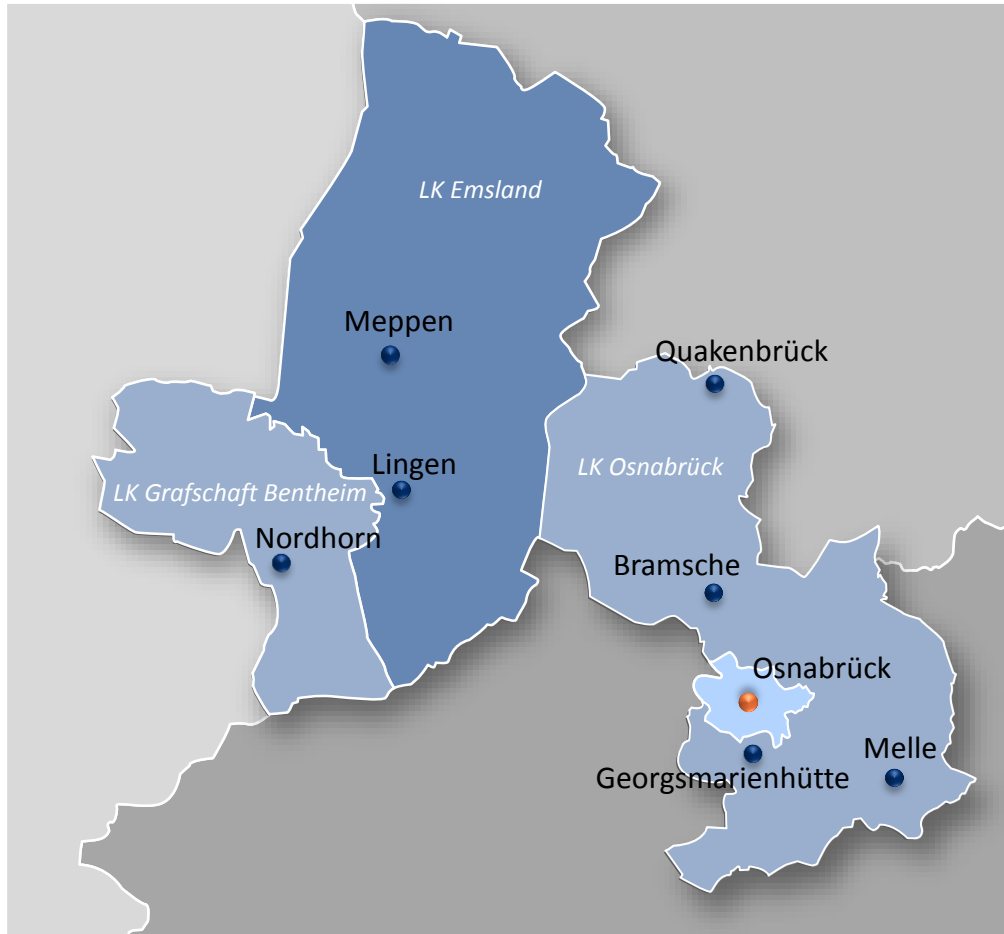 LK Emsland
Meppen
Quakenbrück
Lingen
LK Osnabrück
LK Grafschaft Bentheim
Nordhorn
Bramsche
Osnabrück
Melle
Georgsmarienhütte